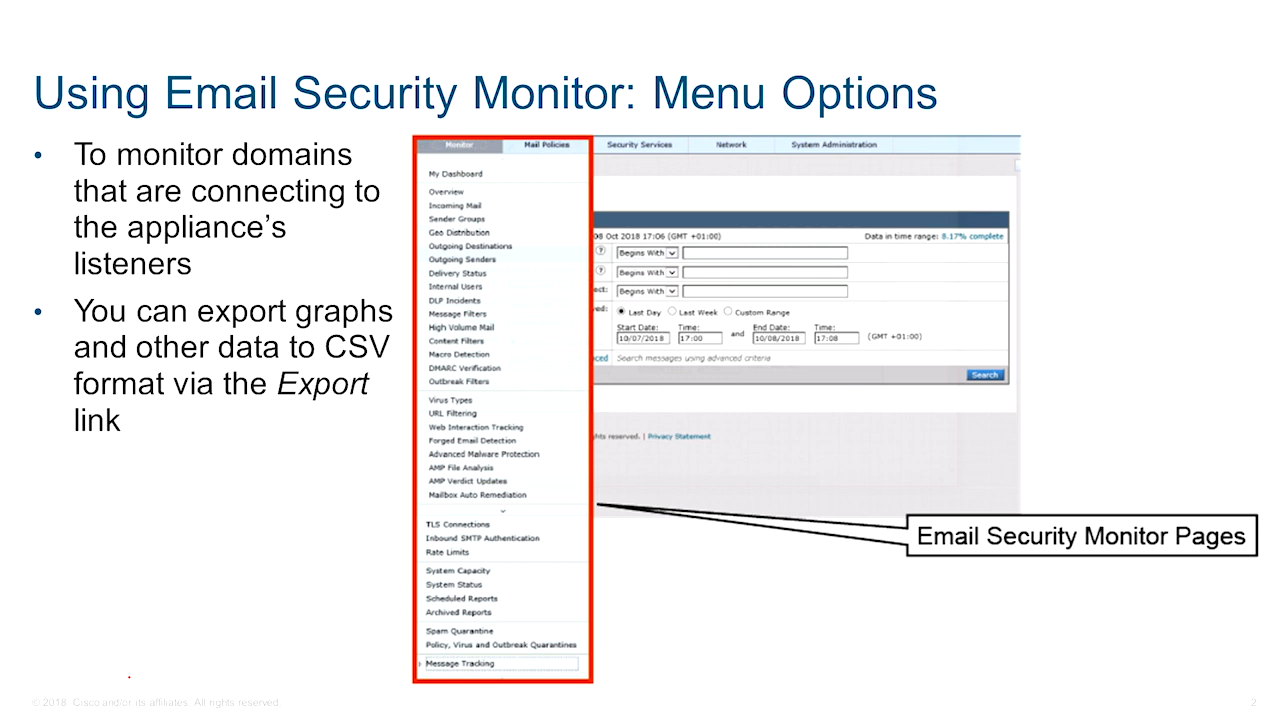 Using Email Security Monitor: Menu Options
• To monitor domains
that are connecting to
the appliance’s
listeners
• You can export graphs
and other data to CSV
format via the Export
link
Monitor Mail Policies Security Services Network System Administration
My Dashboard
Overview
Incoming Mail
Sender Groups
Geo Distribution
Outgoing Destinations
Outgoing Senders
Delivery Status
Internal Users
DLP Incidents
Message Filters
High Volume Mail
Content Filters
Macro Detection
DMARC Verification
Outbreak Filters
Virus Types
URL Filtering
Web Interaction Tracking
Forged Email Detection
Advanced Malware Protection
AMP File Analysis
AMP Verdict Updates
Mailbox Auto Remediation
TLS Connections
Inbound SMTP Authentication
Rate Limits
System Capacity
System Status
Scheduled Reports
Archived Reports
Spam Quarantine
Policy, Virus and Outbreak Quarantines
Message Tracking
08 Oct 2018 17:06 (GMT +01:00) Data in time range: 8.17% complete
? Begins With
? Begins With
ect: Begins With
ved: Last Day Last Week Custom Range
Start Date: Time: and End Date: Time:
10/07/2018 17:00 10/08/2018 17:08 (GMT +01:00)
nced Search messages using advanced criteria
Search
ghts reserved. | Privacy Statement
Email Security Monitor Pages
© 2018 Cisco and/or its affiliates. All rights reserved
2